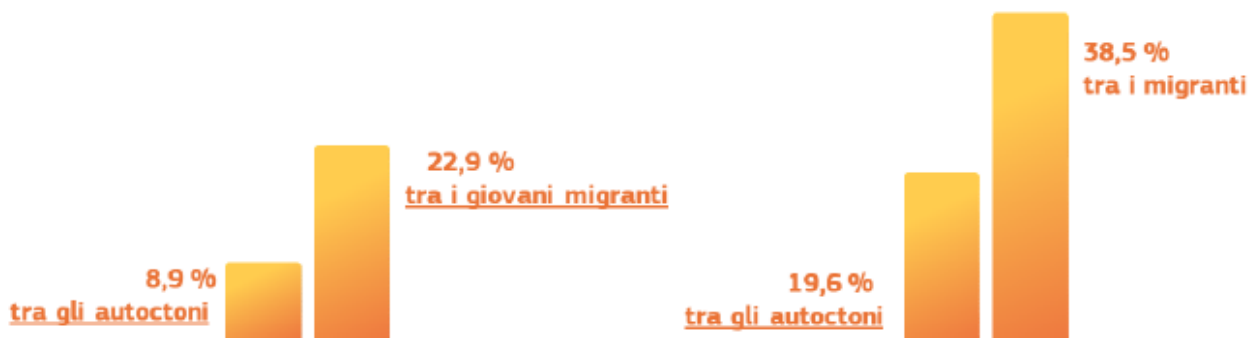 22,9 %
tra i giovani migranti
8,9 %
tra gli autoctoni
38,5 %
tra i migranti
19,6 %
tra gli autoctoni